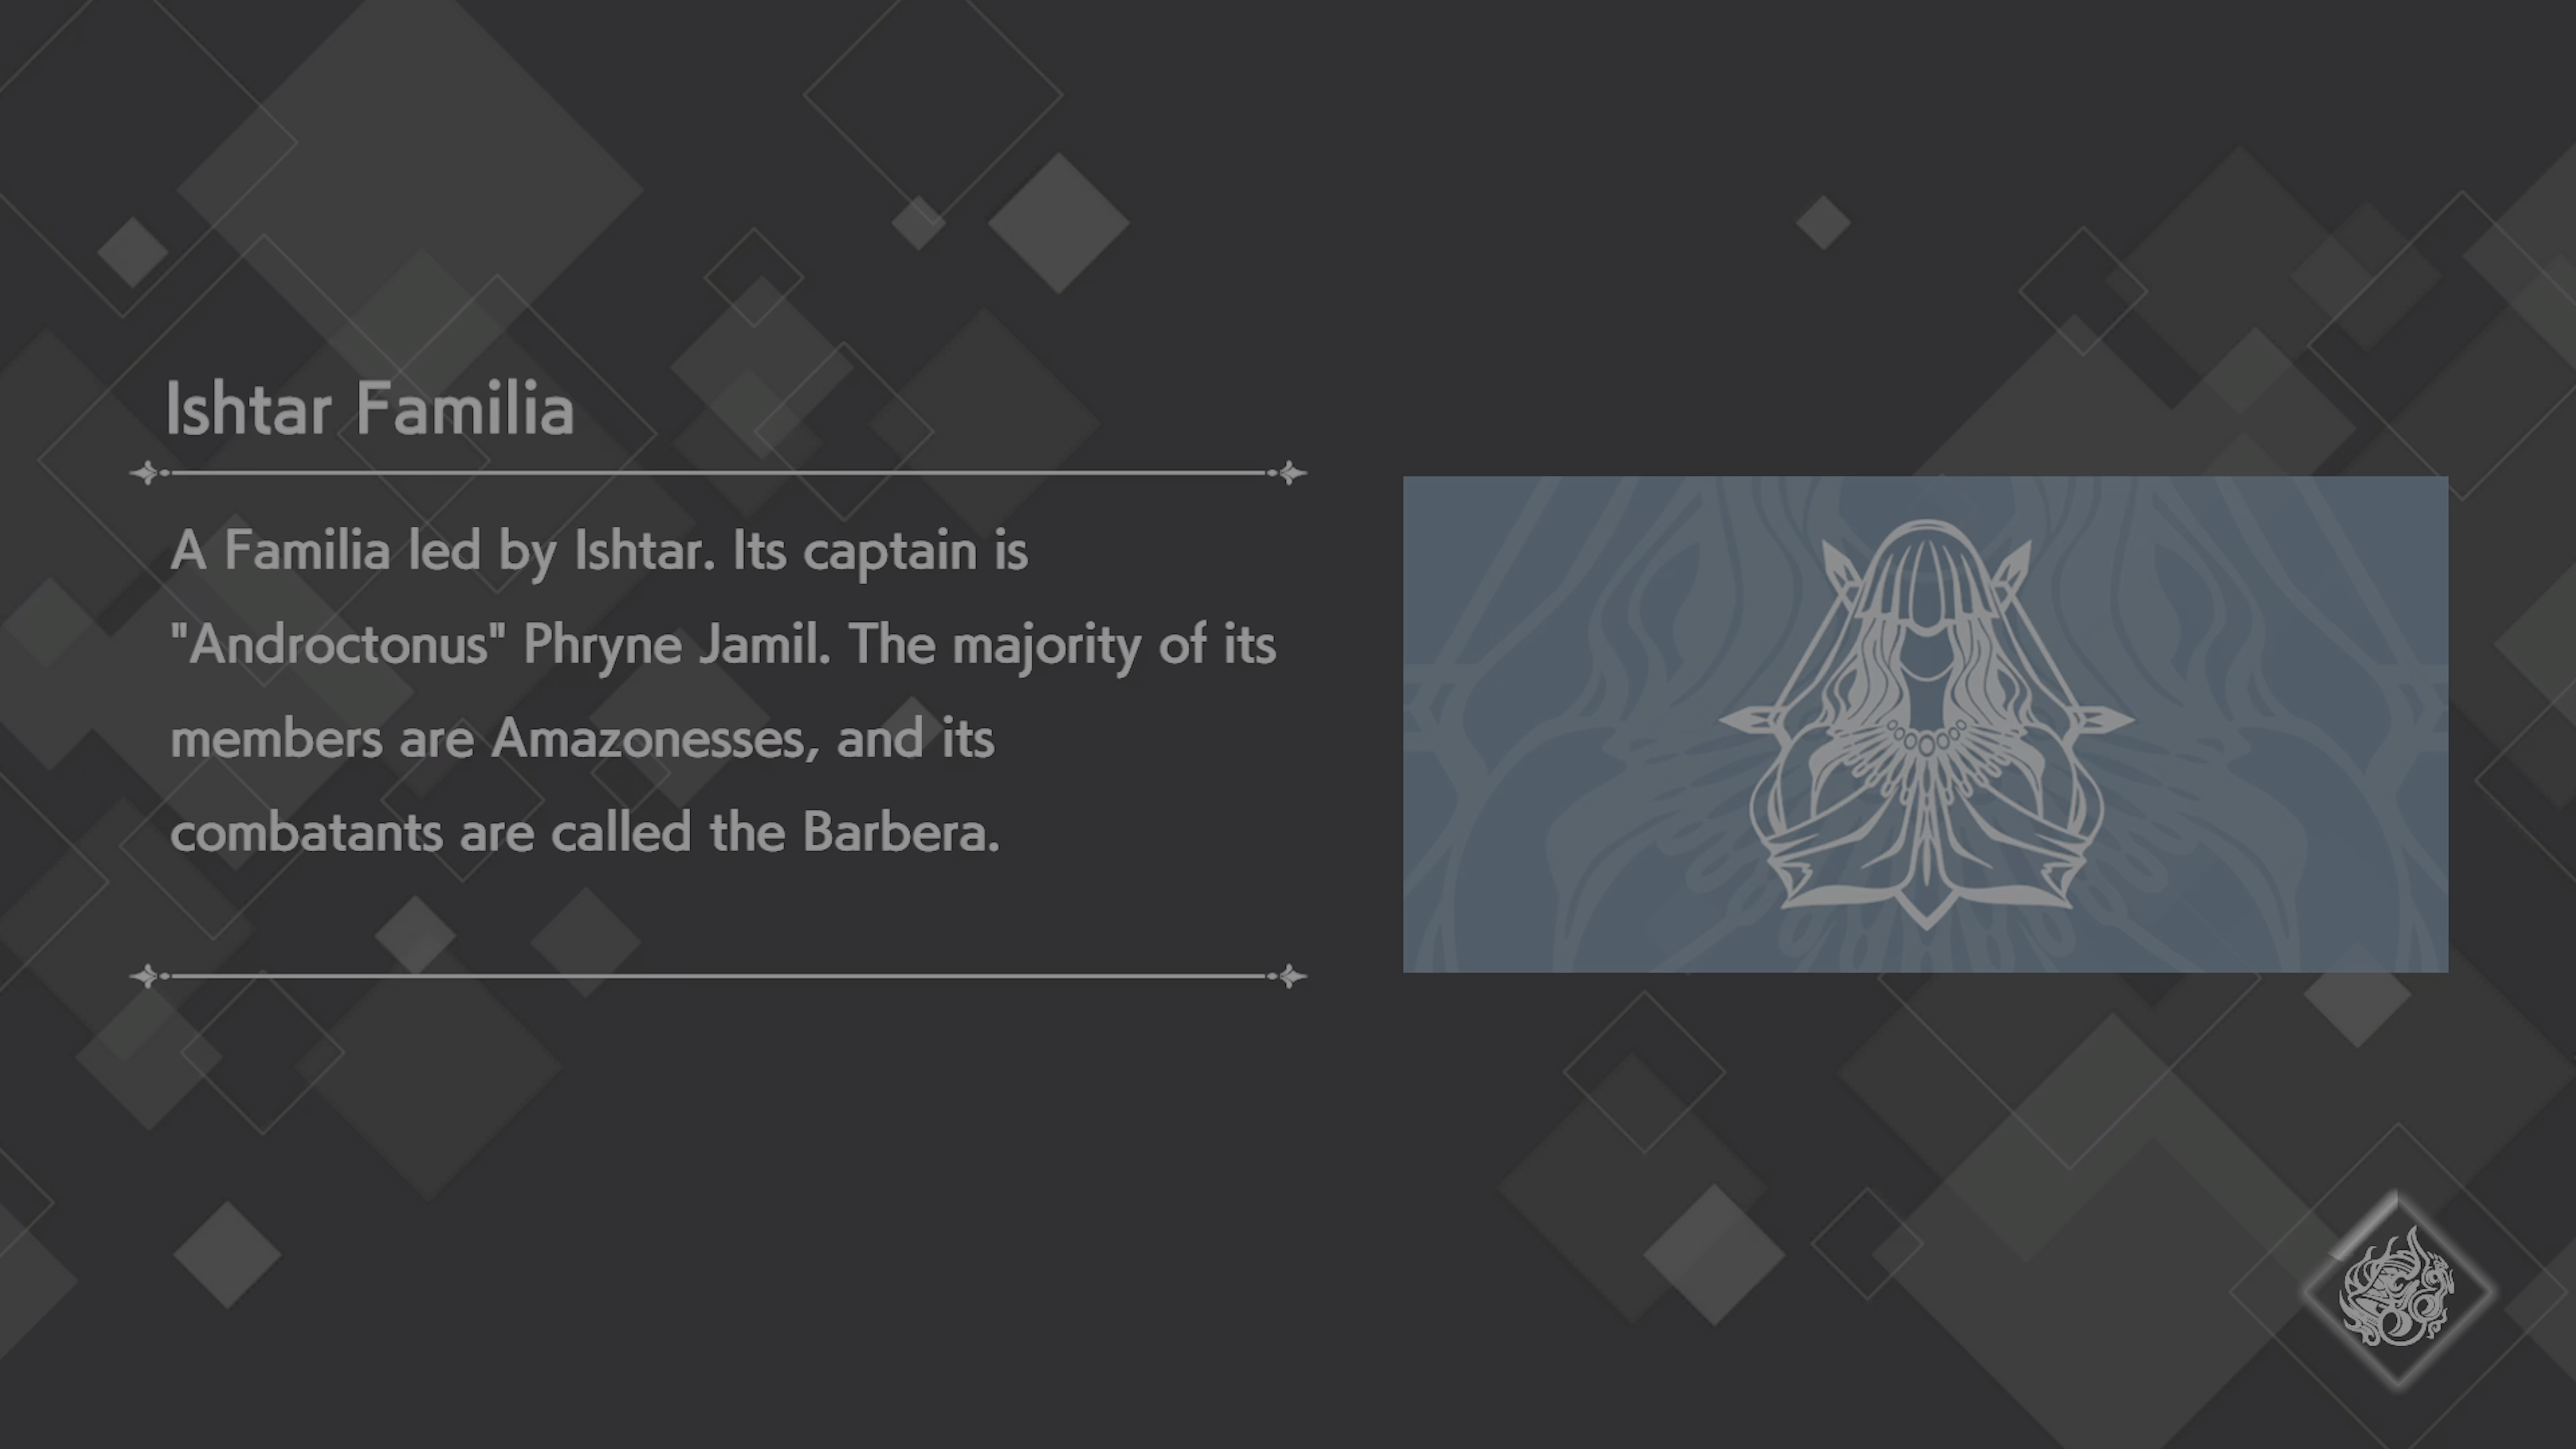 Ishtar Familia
A Familia led by Ishtar. Its captain is
"Androctonus" Phryne Jamil. The majority of its
members are Amazonesses, and its
combatants are called the Barbera.